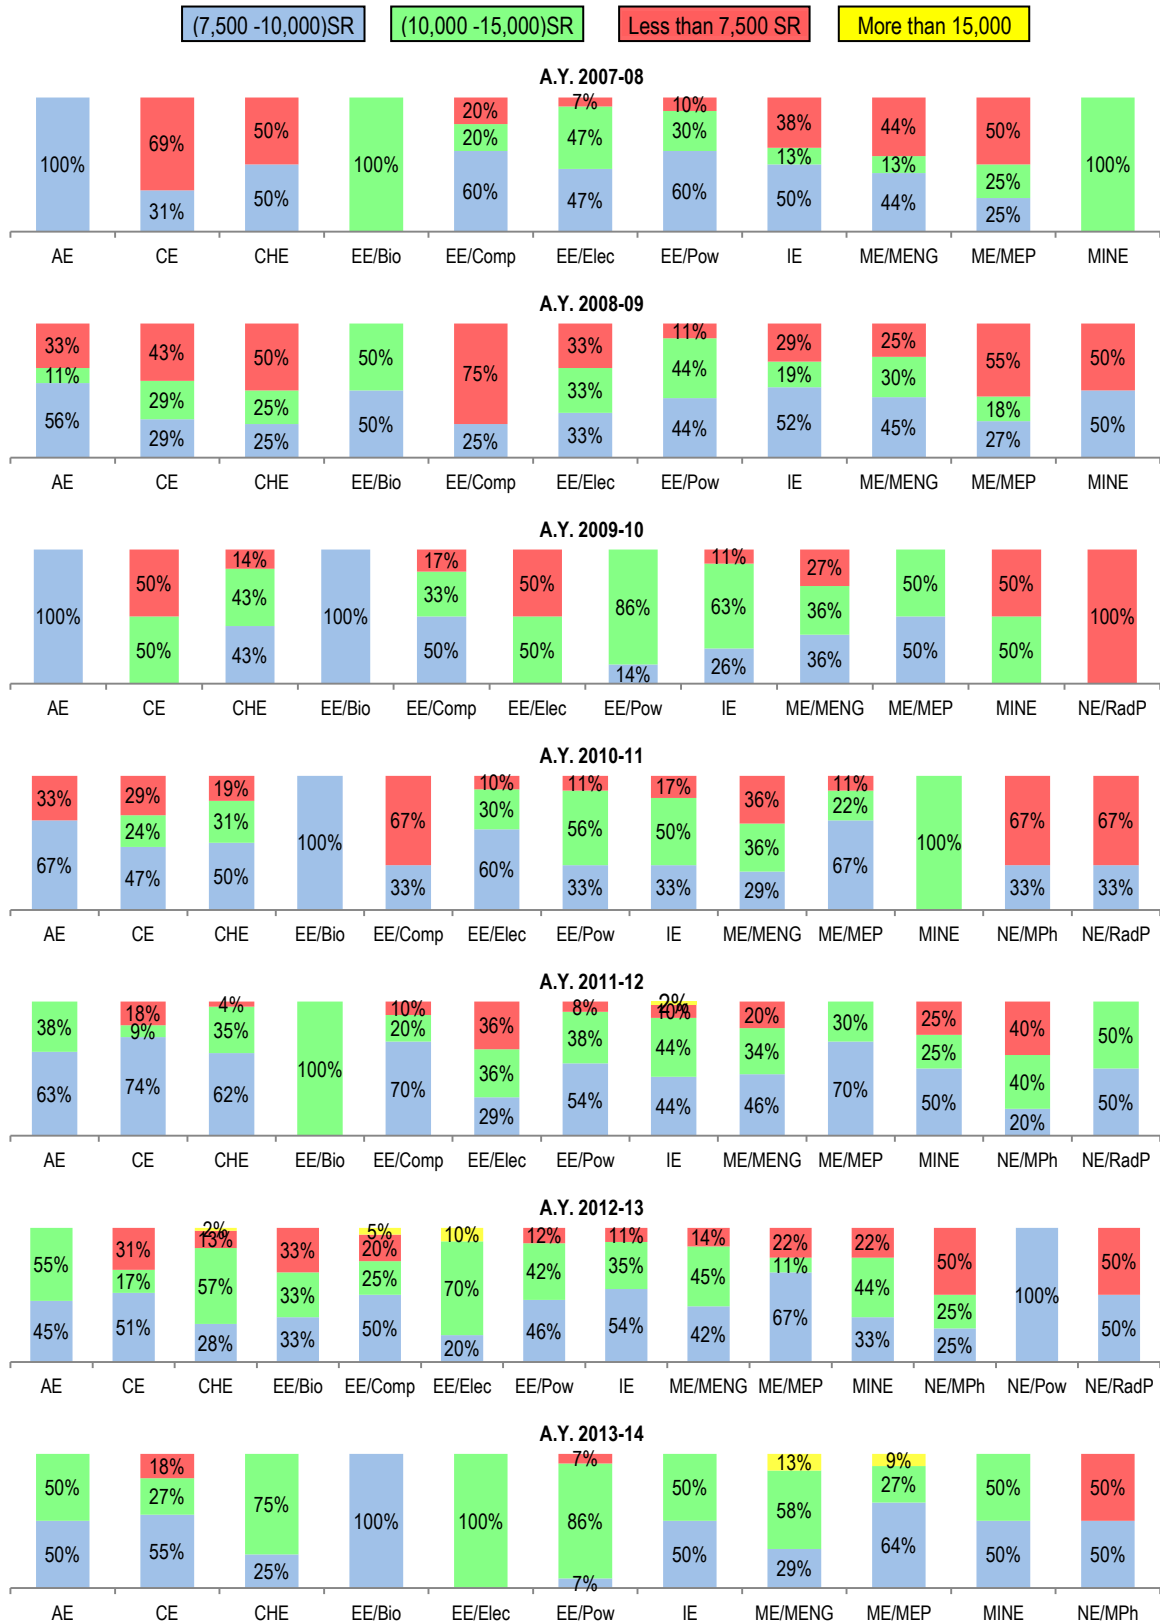 (7,500 -10,000)SR (10,000 -15,000)SR Less than 7,500 SR More than 15,000
A.Y. 2007-08
7%
20% 10%
38% 44%
50% 50%
69% 20% 47% 30%
100% 100% 13% 13% 100%
25%
60% 47% 60% 50% 44%
31% 50% 25%
AE CE CHE EE/Bio EE/Comp EE/Elec EE/Pow IE ME/MENG ME/MEP MINE
A.Y. 2008-09
33% 43% 50% 50% 75% 33% 11% 29% 25% 55% 50%
11% 29% 25% 33% 44% 19% 30% 18%
56% 29% 25% 50% 25% 33% 44% 52% 45% 27% 50%
AE CE CHE EE/Bio EE/Comp EE/Elec EE/Pow IE ME/MENG ME/MEP MINE
A.Y. 2009-10
14% 17% 11% 27%
50% 43% 33% 50% 86% 63% 36% 50% 50% 100%
100% 50% 43% 100% 50% 50% 14% 26% 36% 50% 50%
AE CE CHE EE/Bio EE/Comp EE/Elec EE/Pow IE ME/MENG ME/MEP MINE NE/RadP
A.Y. 2010-11
33% 29% 19% 67% 10% 11% 17% 36% 11% 67% 67%
24% 31% 30% 56% 50% 36% 22% 100%
67% 47% 50% 100% 33% 60% 33% 33% 29% 67% 33% 33%
AE CE CHE EE/Bio EE/Comp EE/Elec EE/Pow IE ME/MENG ME/MEP MINE NE/MPh NE/RadP
A.Y. 2011-12
2%
18% 4% 10% 36% 8% 10% 20% 25% 40%
38% 9% 35% 100% 20% 36% 38% 44% 34% 30% 25% 40% 50%
63% 74% 62% 70% 29% 54% 44% 46% 70% 50% 20% 50%
AE CE CHE EE/Bio EE/Comp EE/Elec EE/Pow IE ME/MENG ME/MEP MINE NE/MPh NE/RadP
A.Y. 2012-13
2% 5% 10%
31% 13% 33% 20% 12% 11% 14% 22% 22% 50% 50%
55% 17% 57% 33% 25% 70% 42% 35% 45% 11% 44% 25%
45% 51% 28% 33% 50% 20% 46% 54% 42% 67% 33% 25% 100% 50%
AE CE CHE EE/Bio EE/Comp EE/Elec EE/Pow IE ME/MENG ME/MEP MINE NE/MPh NE/Pow NE/RadP
A.Y. 2013-14
13% 9%
18% 7% 50%
50% 27% 75% 100% 86% 50% 58% 27% 50%
50% 55% 25% 100% 7% 50% 29% 64% 50% 50%
AE CE CHE EE/Bio EE/Elec EE/Pow IE ME/MENG ME/MEP MINE NE/MPh